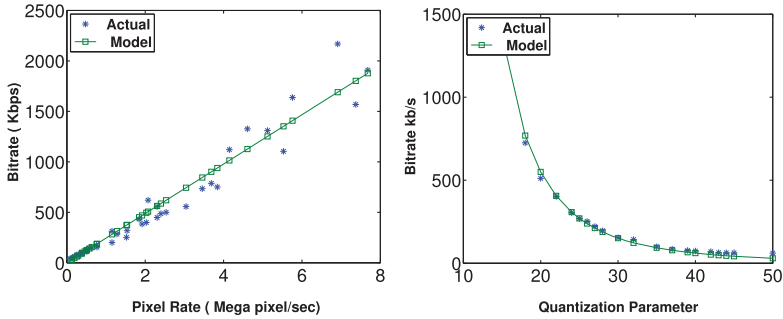 2500
2000
1500
1000
500
0
0
2
4
6
8
Bitrate ( Kbps)
Pixel Rate ( Mega pixel/sec)
Actual
Model
1500
1000
500
0
10
20
30
40
50
Bitrate kb/s
Quantization Parameter
Actual
Model